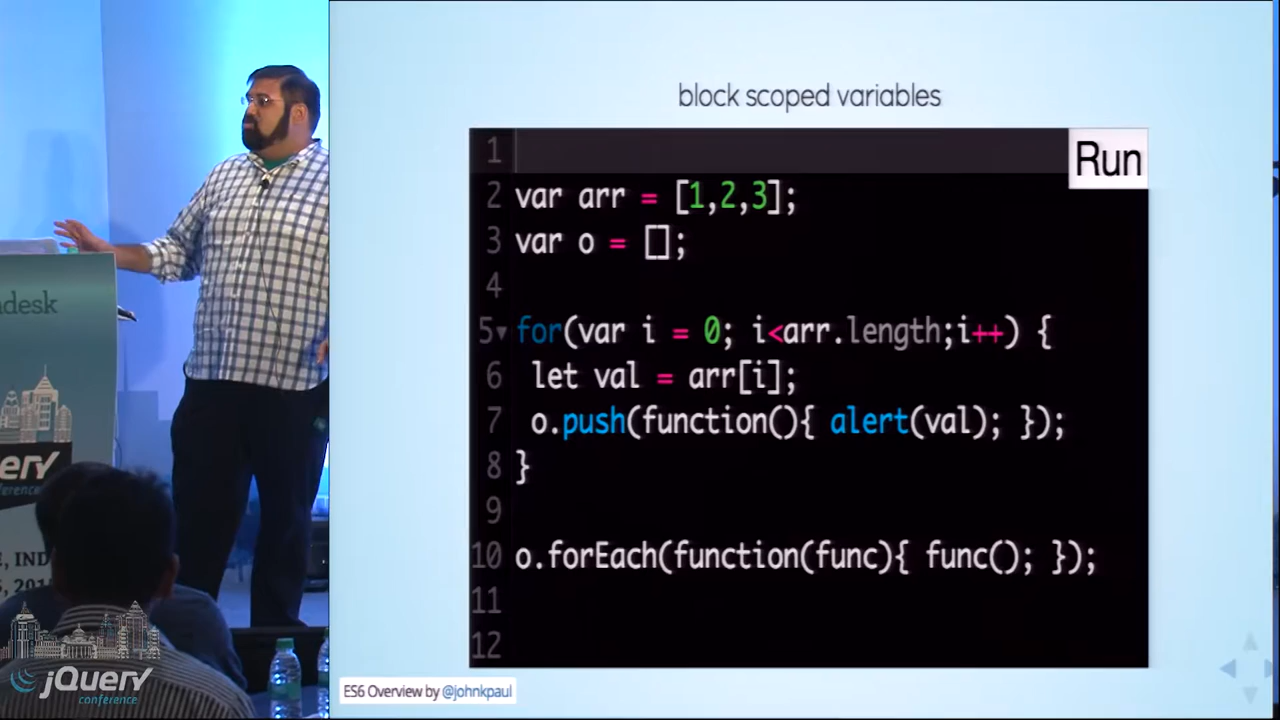 block scoped variables
Run
1
2 var arr = [1,2,3];
3 var o = [];
4
5 for(var i = 0; i<arr.length;i++) {
6 let val = arr[i];
7 o.push(function(){ alert(val); });
8 }
9
10 o.forEach(function(func){ func(); });
11
12
ES6 Overview by @johnkpaul
desk
ery
jQuery
conference